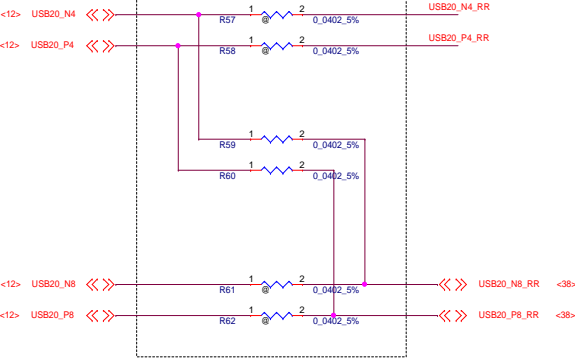 USB20_N4_RR
<12> USB20_N4 1 2
R57 @ 0_0402_5%
USB20_P4_RR
<12> USB20_P4 1 2
R58 @ 0_0402_5%
1 2
R59 0_0402_5%
1 2
R60 0_0402_5%
<12> USB20_N8 1 2 USB20_N8_RR <38>
R61 @ 0_0402_5%
<12> USB20_P8 1 2 USB20_P8_RR <38>
R62 @ 0_0402_5%